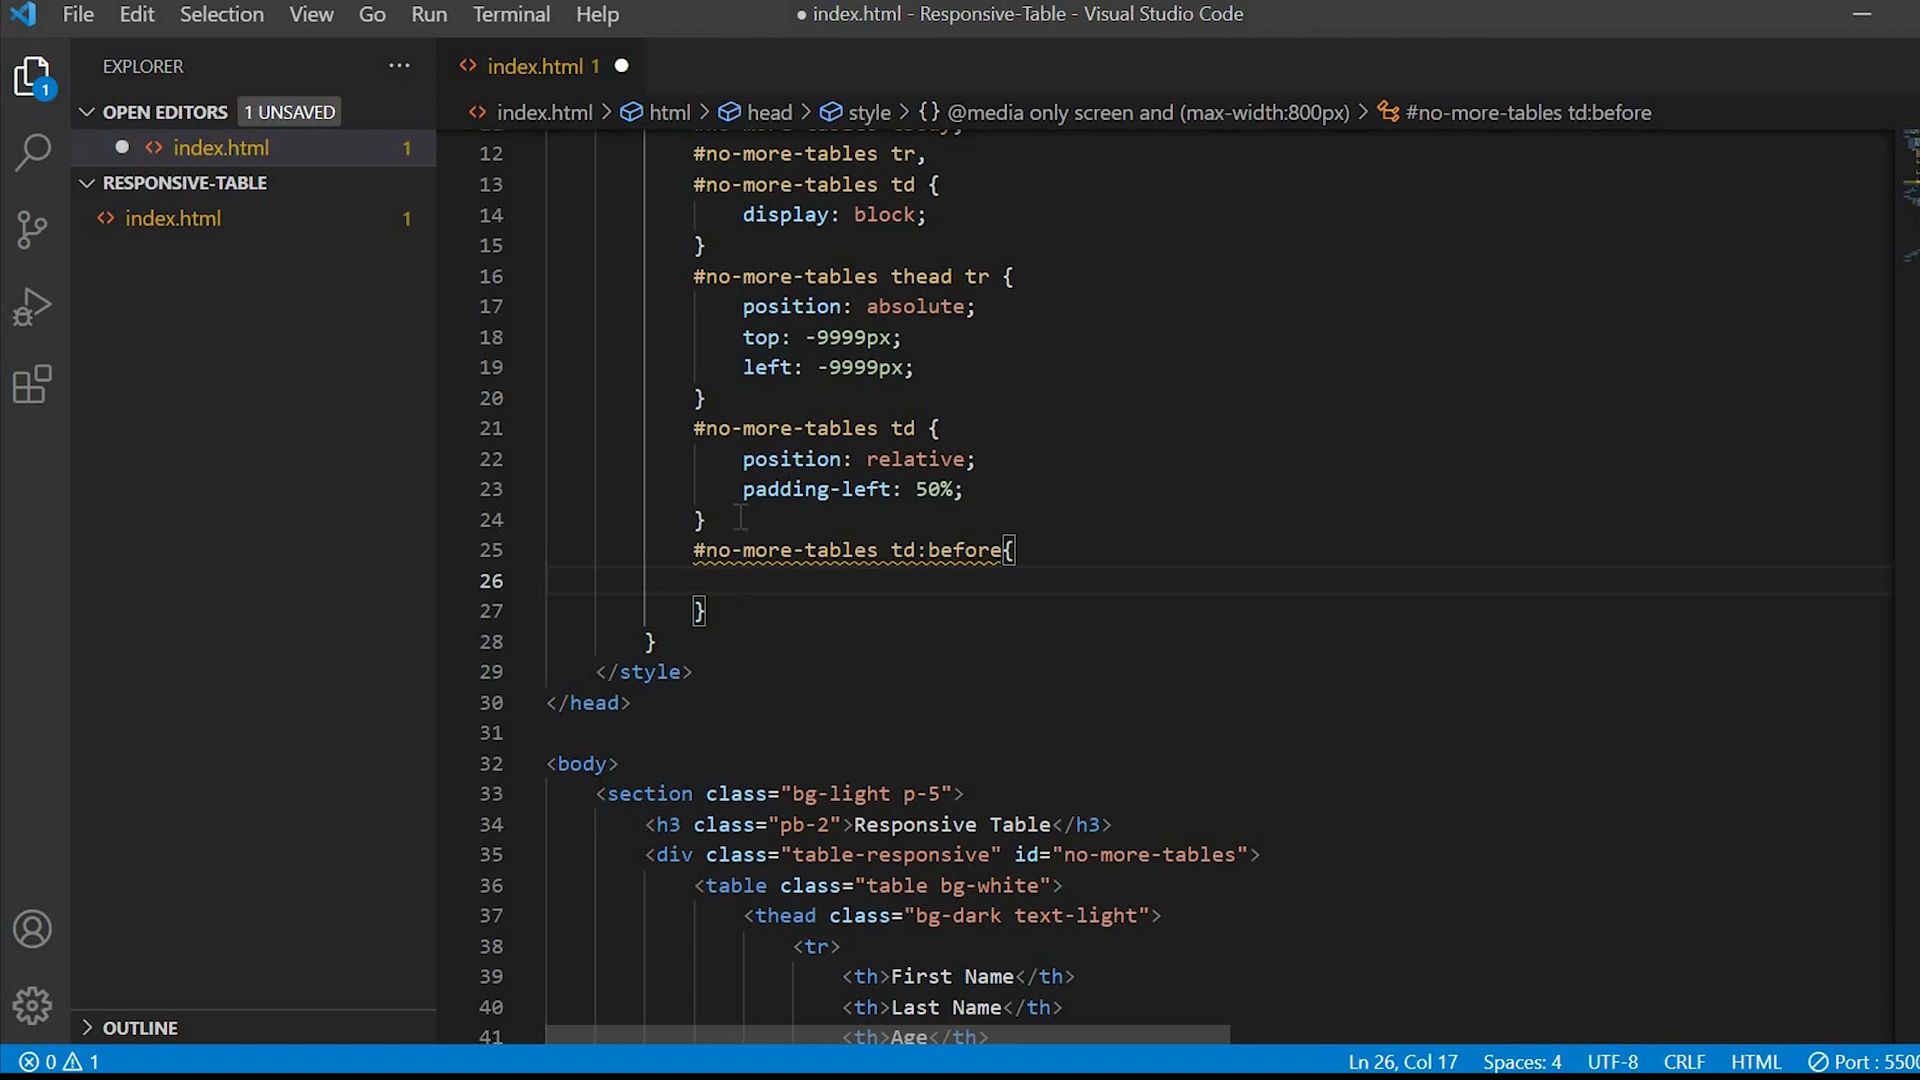 File Edit Selection View Go Run Terminal Help
● index.html - Responsive-Table - Visual Studio Code
EXPLORER
index.html 1
OPEN EDITORS 1 UNSAVED
index.html > html > head > style > {} @media only screen and (max-width:800px) > #no-more-tables td:before
index.html 1
RESPONSIVE-TABLE
index.html 1
1
12 #no-more-tables tr,
13 #no-more-tables td {
14 display: block;
15 }
16 #no-more-tables thead tr {
17 position: absolute;
18 top: -9999px;
19 left: -9999px;
20 }
21 #no-more-tables td {
22 position: relative;
23 padding-left: 50%;
24 }
25 #no-more-tables td:before{
26
27 }
28 }
29 </style>
30 </head>
31
32 <body>
33 <section class="bg-light p-5">
34 <h3 class="pb-2">Responsive Table</h3>
35 <div class="table-responsive" id="no-more-tables">
36 <table class="table bg-white">
37 <thead class="bg-dark text-light">
38 <tr>
39 <th>First Name</th>
40 <th>Last Name</th>
41 <th>Age</th>
OUTLINE
0 1
Ln 26, Col 17 Spaces: 4 UTF-8 CRLF HTML Port : 5500